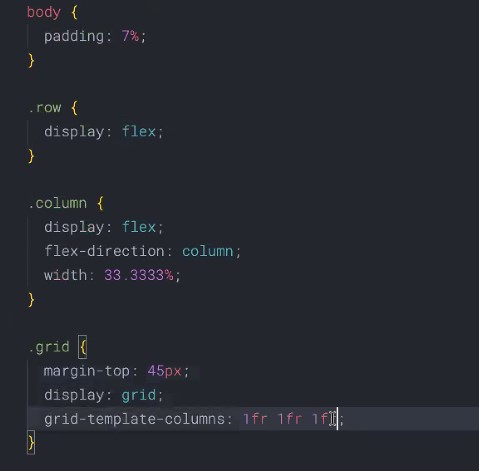 body {
padding: 7%;
}
.row {
display: flex;
}
.column {
display: flex;
flex-direction: column;
width: 33.3333%;
}
.grid {
margin-top: 45px;
display: grid;
grid-template-columns: 1fr 1fr 1fr;
}